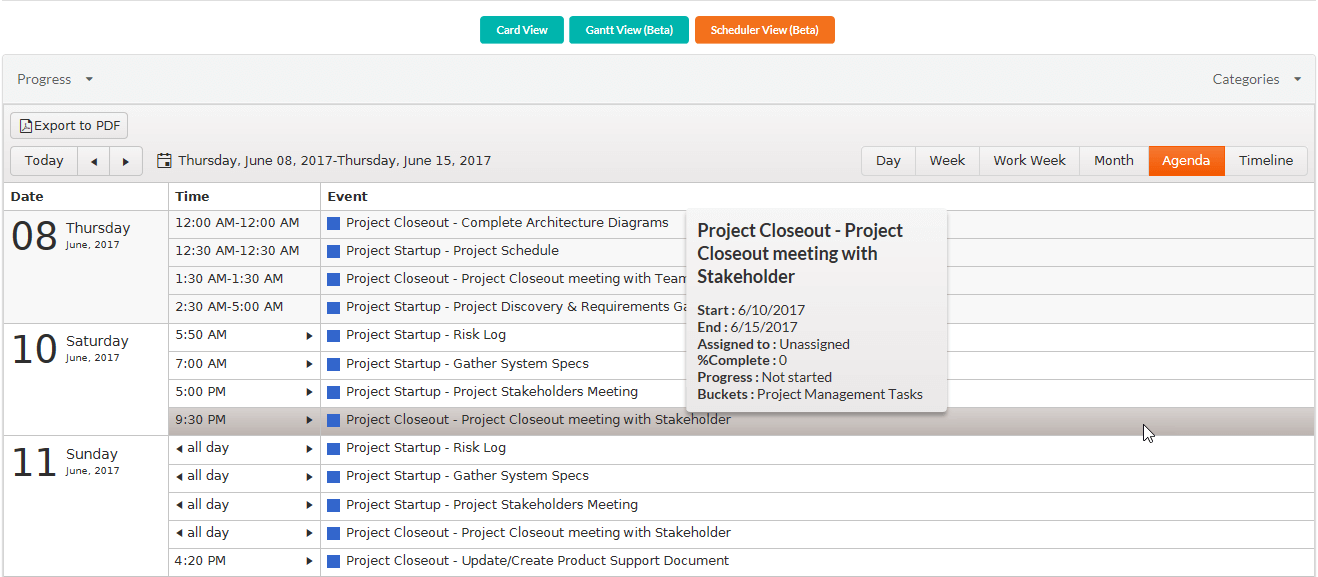 Card View
Gantt View (Beta)
Scheduler View (Beta)
Progress
Categories
Export to PDF
Today
Thursday, June 08, 2017-Thursday, June 15, 2017
Day
Week
Work Week
Month
Agenda
Timeline
Date Time Event
08 Thursday
June, 2017
12:00 AM-12:00 AM Project Closeout - Complete Architecture Diagrams
12:30 AM-12:30 AM Project Startup - Project Schedule
1:30 AM-1:30 AM Project Closeout - Project Closeout meeting with Team
2:30 AM-5:00 AM Project Startup - Project Discovery & Requirements Ga
10 Saturday
June, 2017
5:50 AM Project Startup - Risk Log
7:00 AM Project Startup - Gather System Specs
5:00 PM Project Startup - Project Stakeholders Meeting
9:30 PM Project Closeout - Project Closeout meeting with Stakeholder
11 Sunday
June, 2017
all day Project Startup - Risk Log
all day Project Startup - Gather System Specs
all day Project Startup - Project Stakeholders Meeting
all day Project Closeout - Project Closeout meeting with Stakeholder
4:20 PM Project Closeout - Update/Create Product Support Document
Project Closeout - Project
Closeout meeting with
Stakeholder
Start : 6/10/2017
End : 6/15/2017
Assigned to : Unassigned
%Complete : 0
Progress : Not started
Buckets : Project Management Tasks